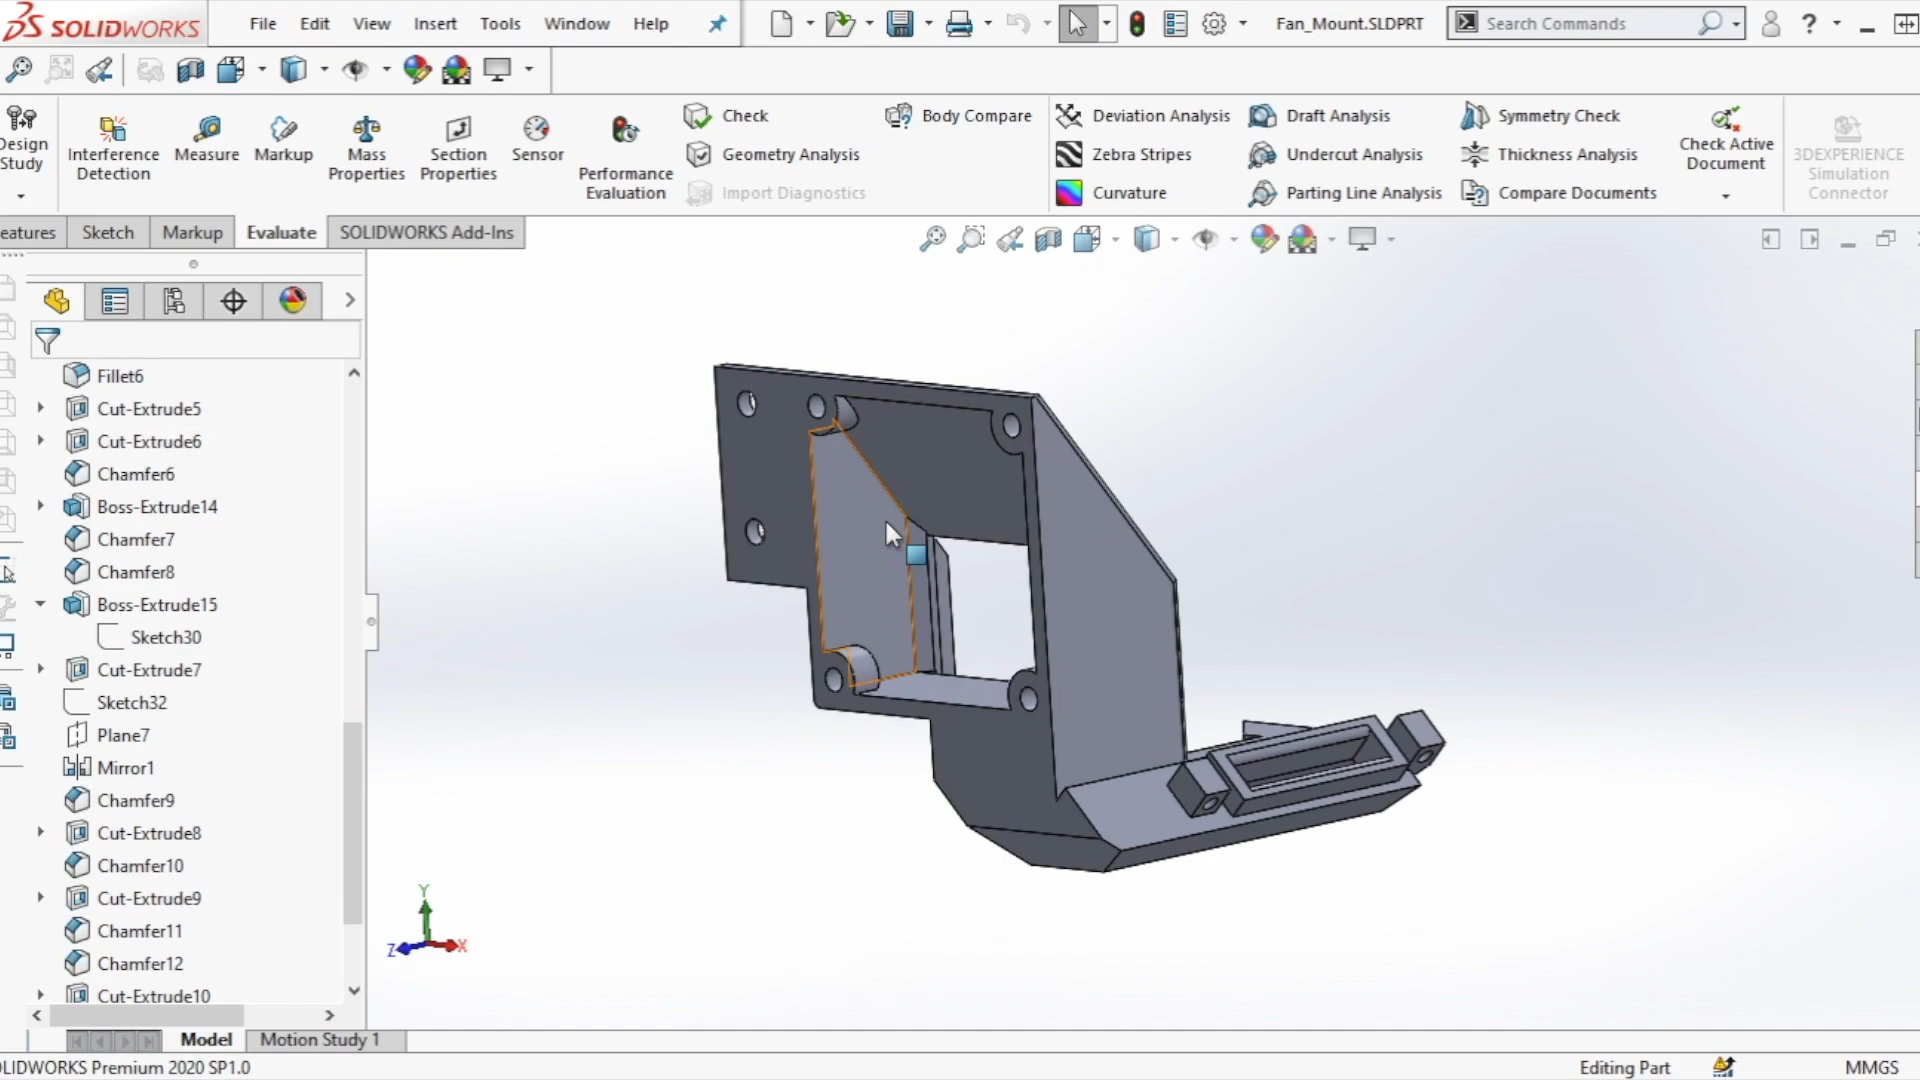 SOLIDWORKS File Edit View Insert Tools Window Help Fan_Mount.SLDPRT Search Commands ?
Design Study
Interference Detection
Measure
Markup
Mass Properties
Section Properties
Sensor
Performance Evaluation
Check
Geometry Analysis
Import Diagnostics
Body Compare
Deviation Analysis
Zebra Stripes
Curvature
Draft Analysis
Undercut Analysis
Parting Line Analysis
Symmetry Check
Thickness Analysis
Compare Documents
Check Active Document
3DEXPERIENCE Simulation Connector
eatures Sketch Markup Evaluate SOLIDWORKS Add-Ins
Fillet6
Cut-Extrude5
Cut-Extrude6
Chamfer6
Boss-Extrude14
Chamfer7
Chamfer8
Boss-Extrude15
Sketch30
Cut-Extrude7
Sketch32
Plane7
Mirror1
Chamfer9
Cut-Extrude8
Chamfer10
Cut-Extrude9
Chamfer11
Chamfer12
Cut-Extrude10
Y
Z X
Model Motion Study 1
OLIDWORKS Premium 2020 SP1.0 Editing Part MMGS